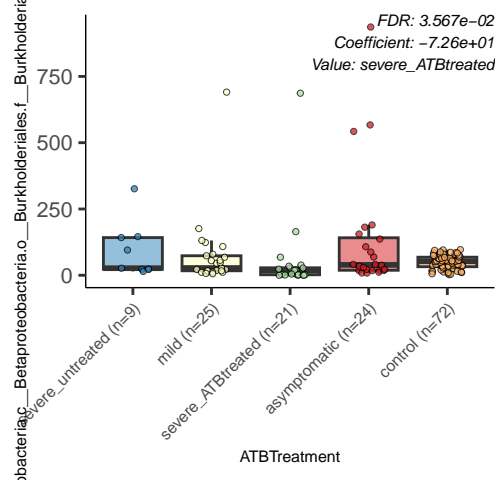 FDR: 3.567e−02
Coefficient: −7.26e+01
Value: severe_ATBtreated
750
500
250
0
obacteria.c__Betaproteobacteria.o__Burkholderiales.f__Burkholderia
severe_untreated (n=9)
mild (n=25)
severe_ATBtreated (n=21)
asymptomatic (n=24)
control (n=72)
ATBTreatment